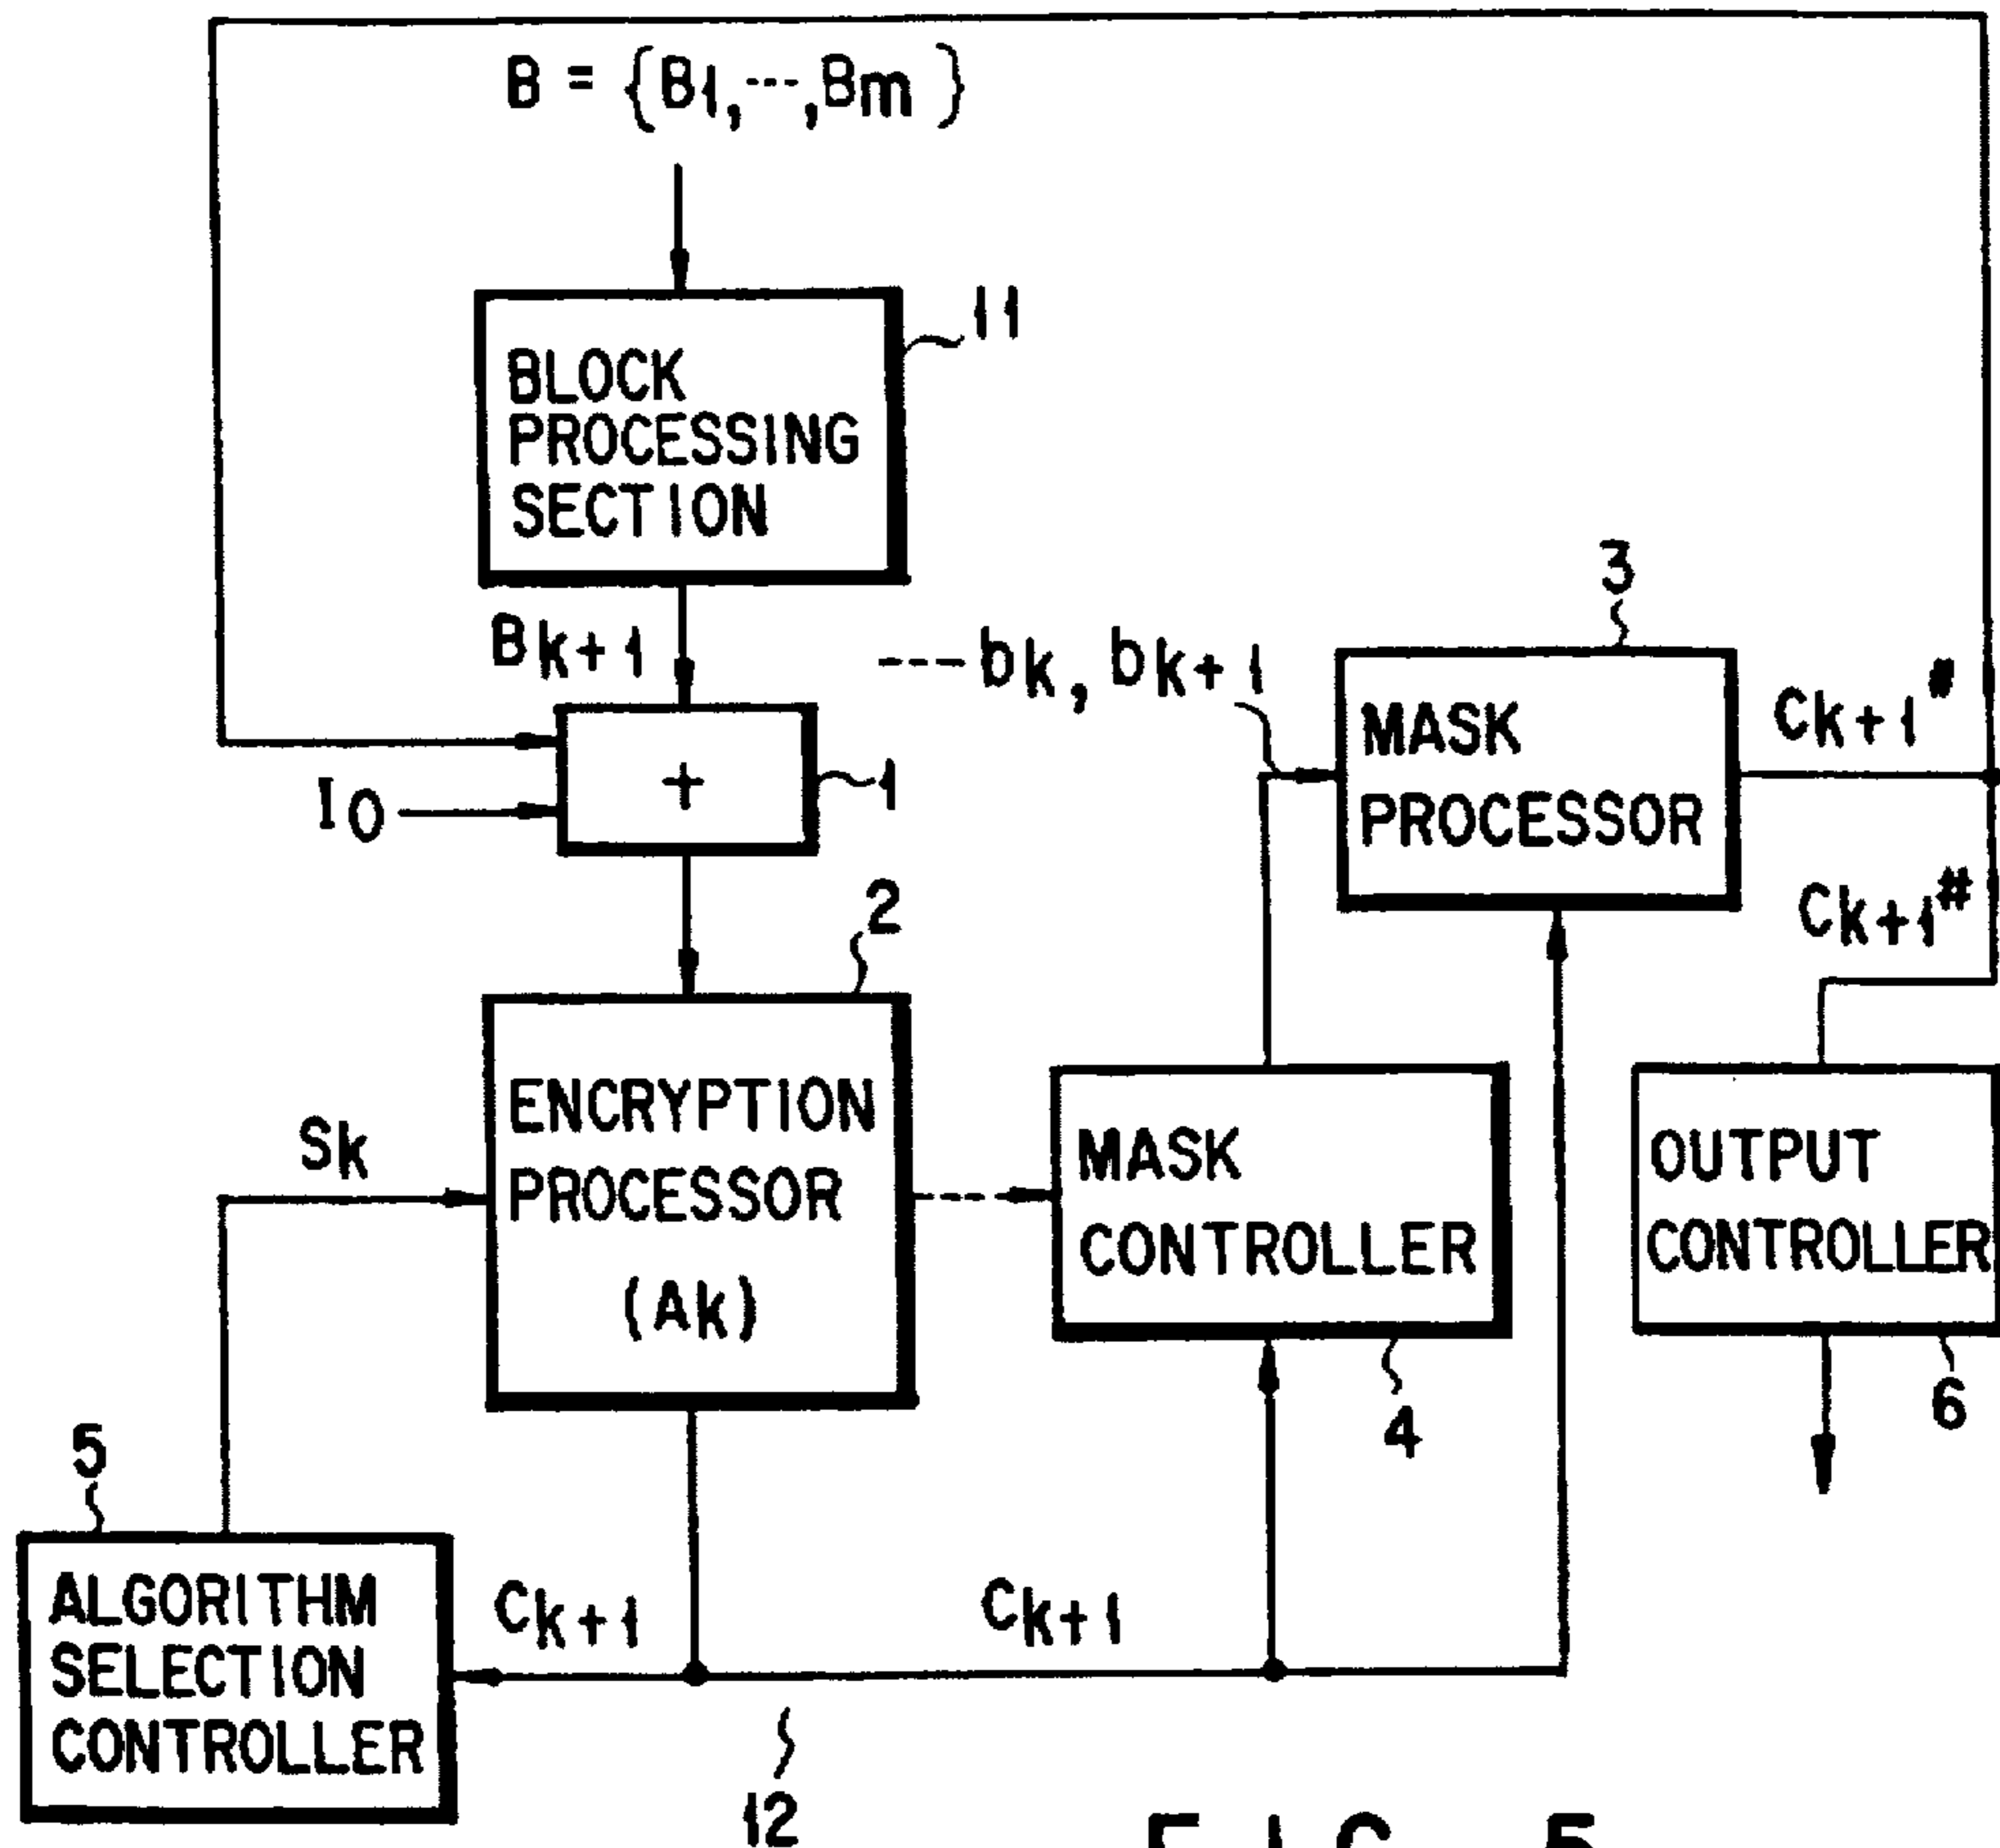 B = {B1, ---, Bm }
11
BLOCK
PROCESSING
SECTION
Bk+1
--- bk, bk+1
3
MASK
PROCESSOR
Ck+1#
I0
+
1
Ck+1#
2
ENCRYPTION
PROCESSOR
(Ak)
Sk
MASK
CONTROLLER
4
OUTPUT
CONTROLLER
6
5
ALGORITHM
SELECTION
CONTROLLER
Ck+1
Ck+1
12
FIG. 5